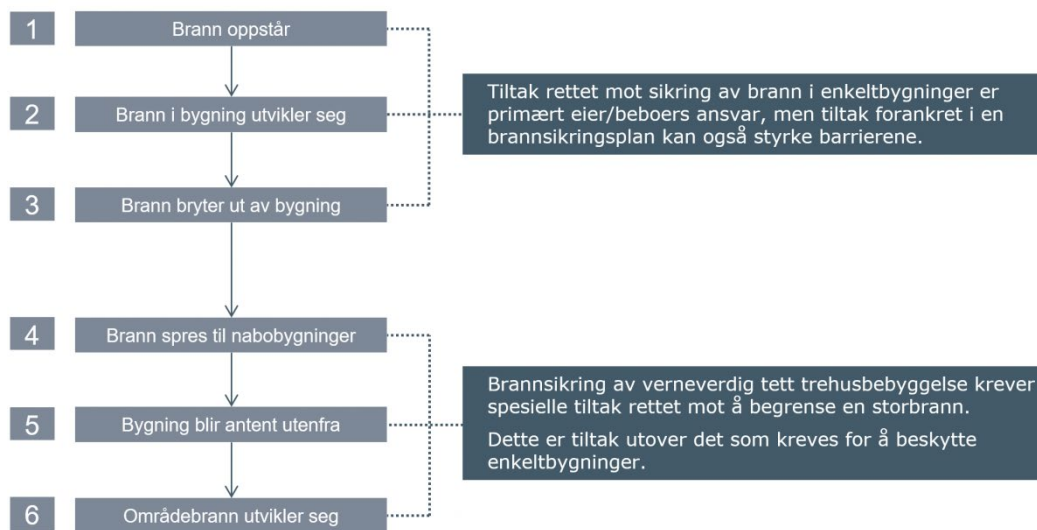 1
Brann oppstår
2
Brann i bygning utvikler seg
3
Brann bryter ut av bygning
Tiltak rettet mot sikring av brann i enkeltbygninger er
primært eier/beboers ansvar, men tiltak forankret i en
brannsikringsplan kan også styrke barrierene.
4
Brann spres til nabobygninger
5
Bygning blir antent utenfra
6
Områdebrann utvikler seg
Brannsikring av verneverdig tett trehusbebyggelse krever
spesielle tiltak rettet mot å begrense en storbrann.
Dette er tiltak utover det som kreves for å beskytte
enkeltbygninger.